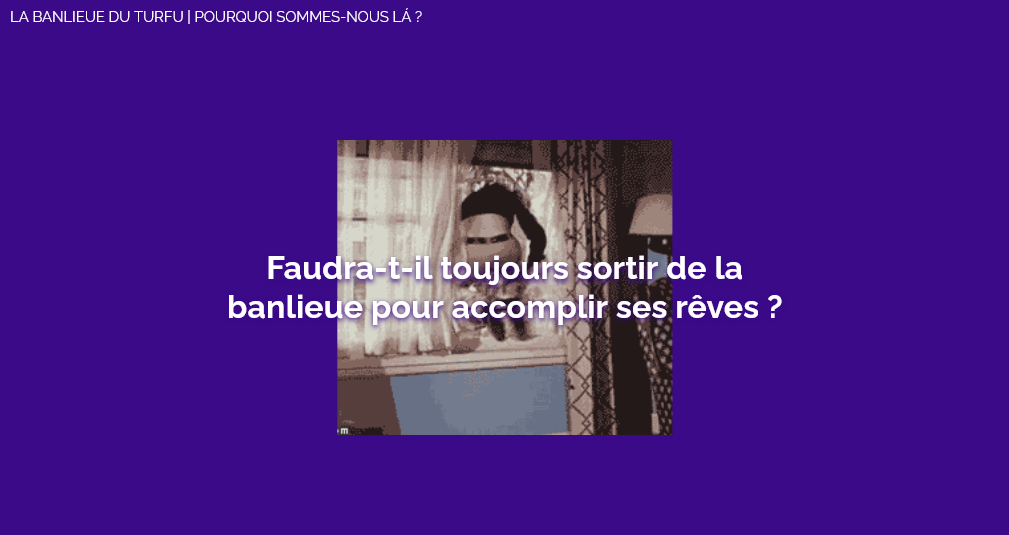 LA BANLIEUE DU TURFU | POURQUOI SOMMES-NOUS LÁ ?
Faudra-t-il toujours sortir de la
banlieue pour accomplir ses rêves ?
m